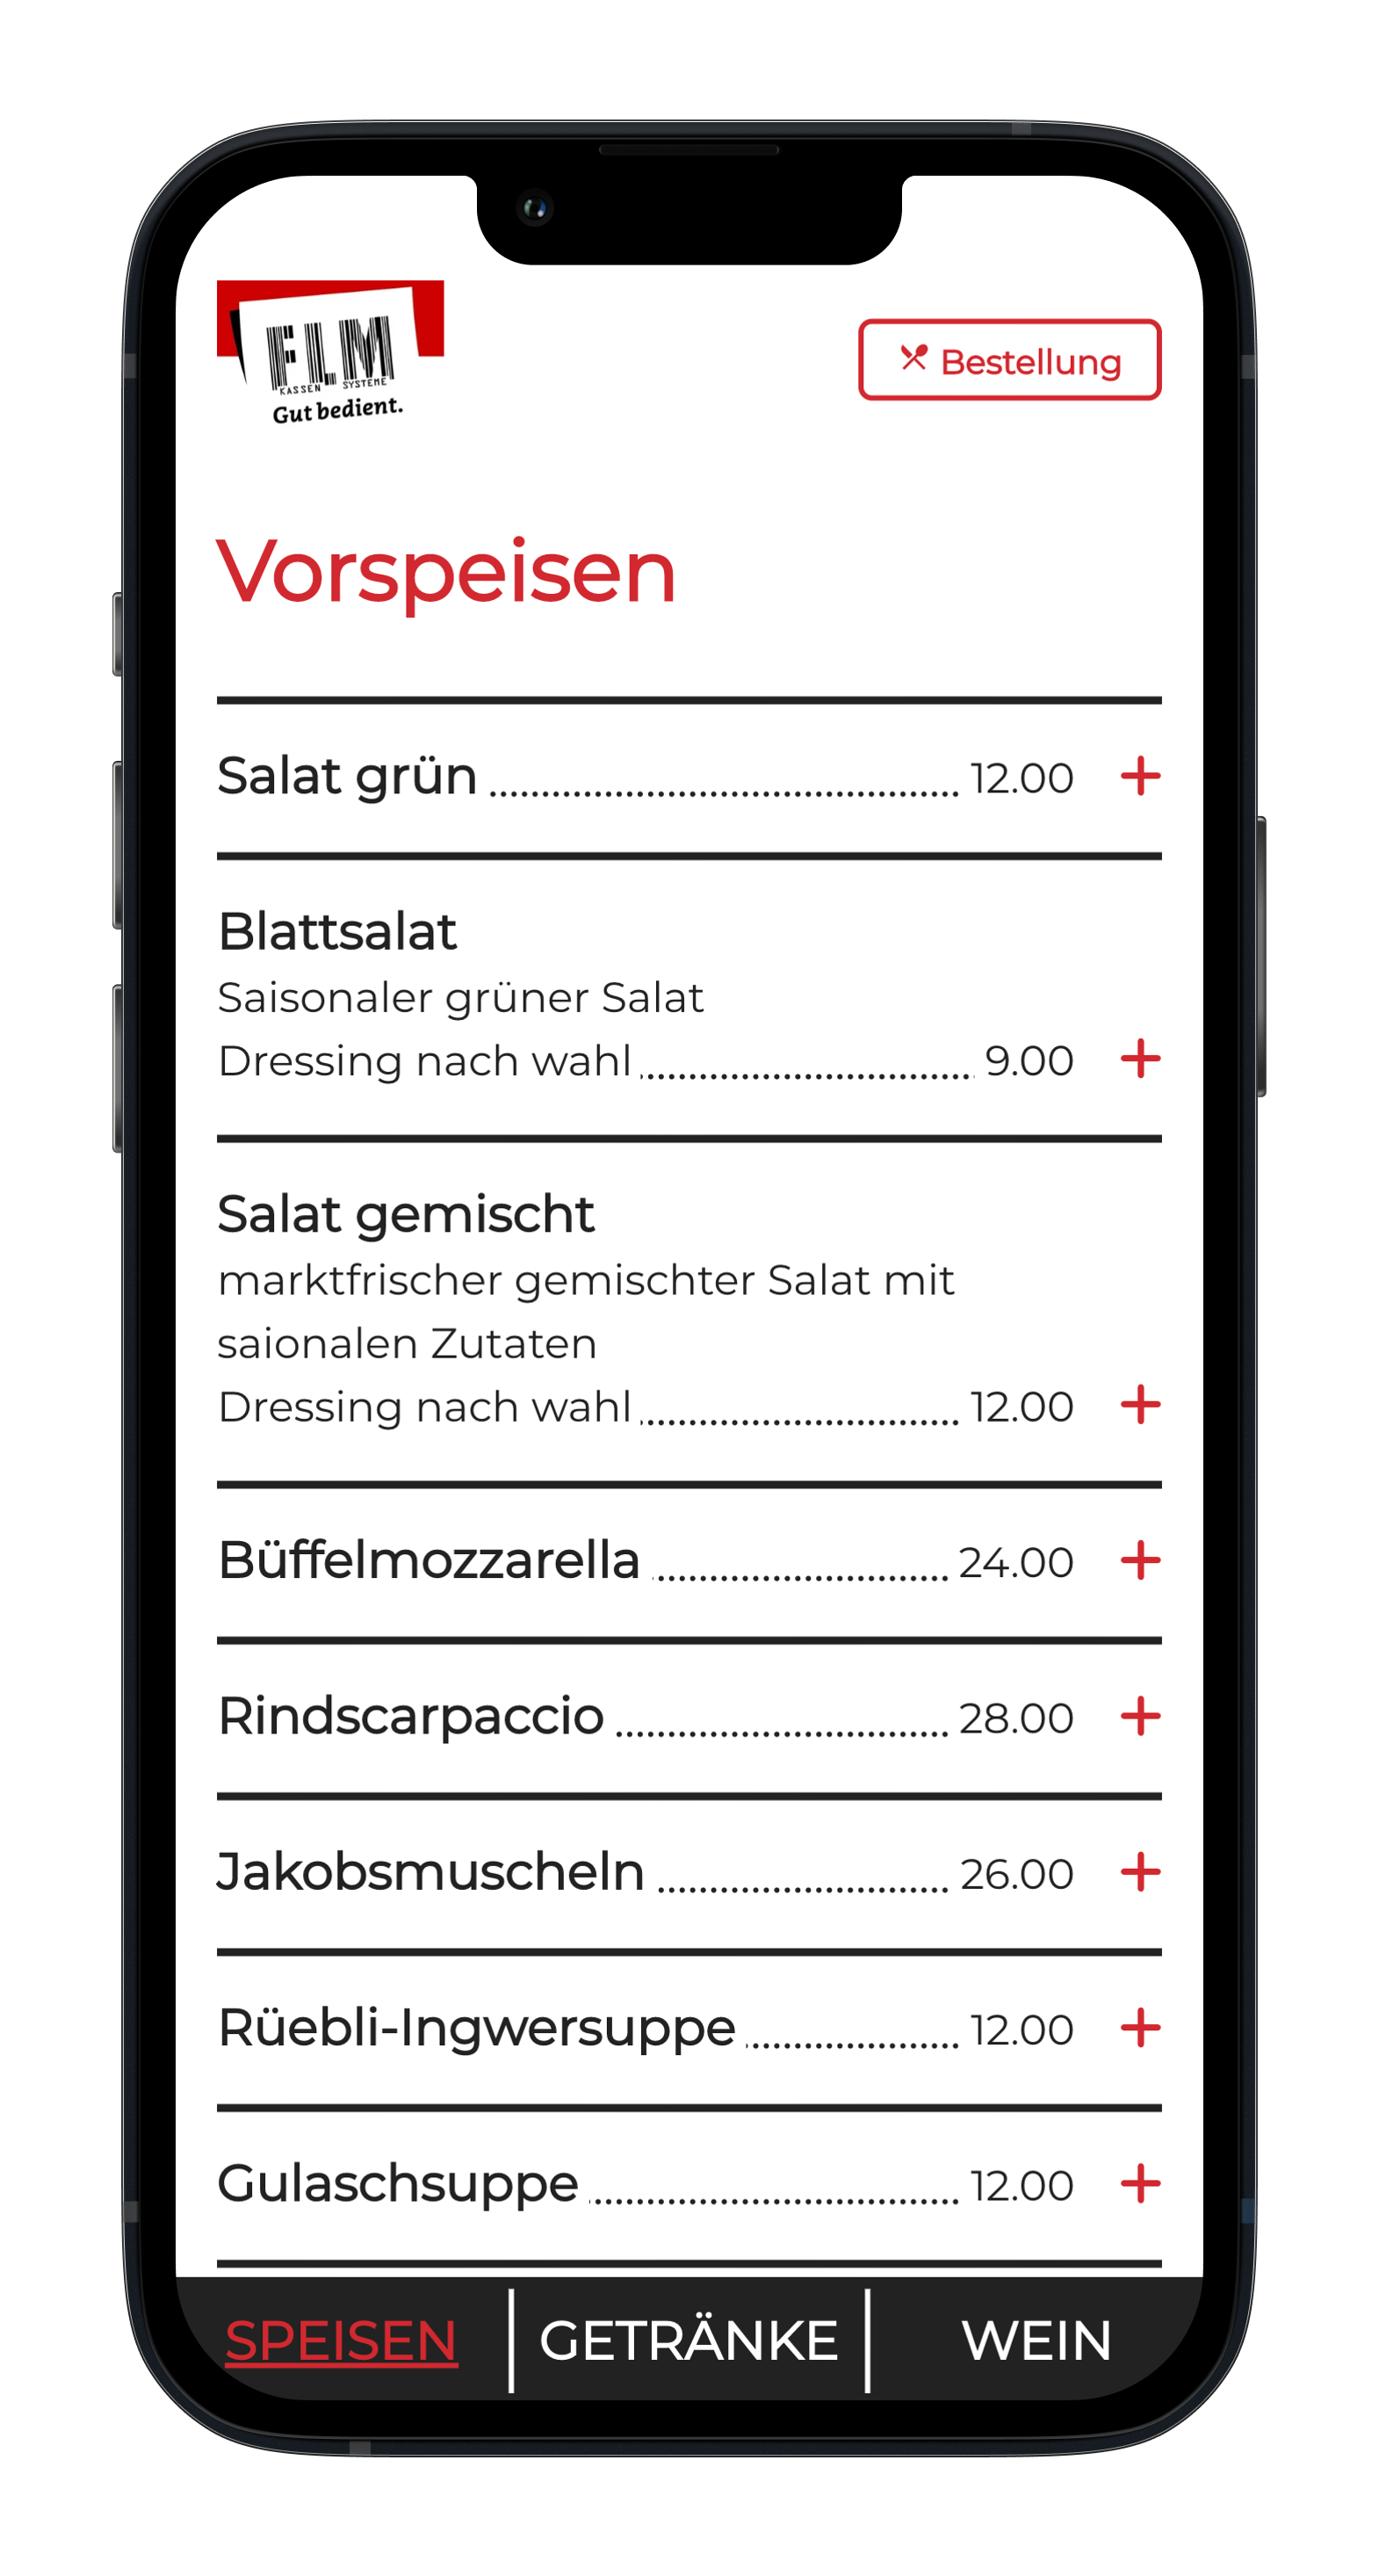 FLM
KASSEN SYSTEME
Gut bedient.
Bestellung
Vorspeisen
Salat grün 12.00 +
Blattsalat
Saisonaler grüner Salat
Dressing nach wahl 9.00 +
Salat gemischt
marktfrischer gemischter Salat mit
saionalen Zutaten
Dressing nach wahl 12.00 +
Büffelmozzarella 24.00 +
Rindscarpaccio 28.00 +
Jakobsmuscheln 26.00 +
Rüebli-Ingwersuppe 12.00 +
Gulaschsuppe 12.00 +
SPEISEN GETRÄNKE WEIN